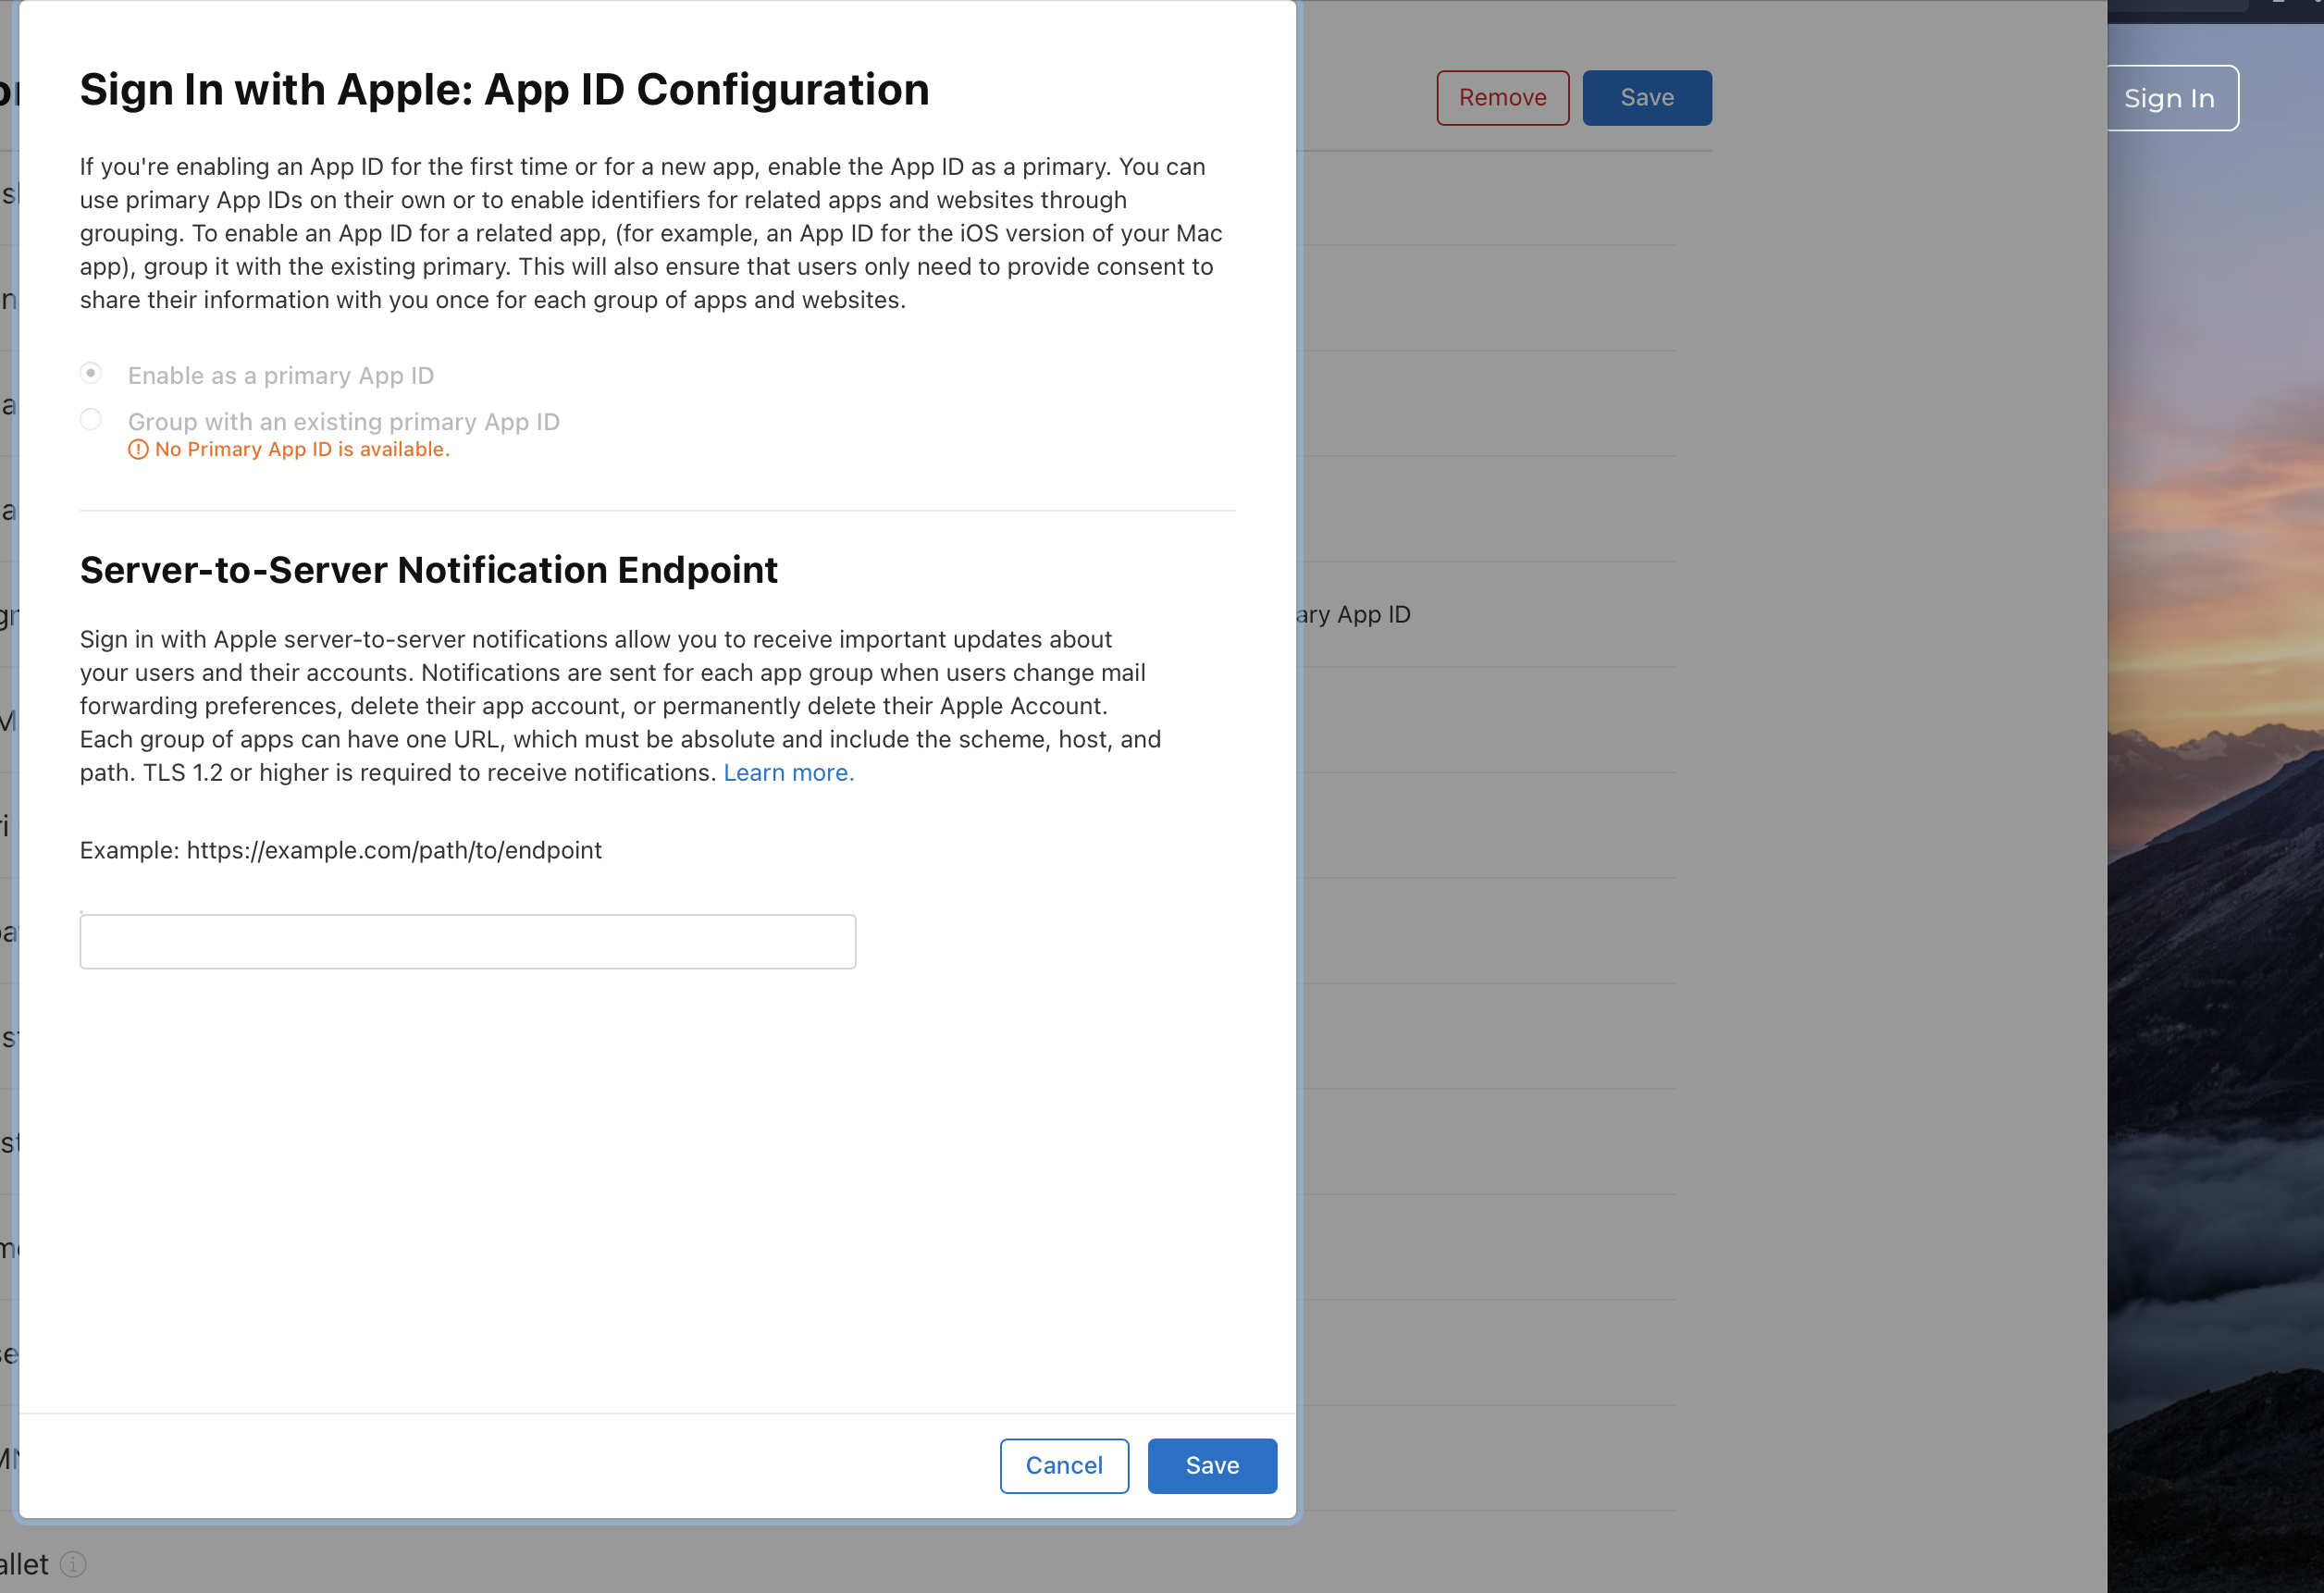 Sign In with Apple: App ID Configuration
If you're enabling an App ID for the first time or for a new app, enable the App ID as a primary. You can
use primary App IDs on their own or to enable identifiers for related apps and websites through
grouping. To enable an App ID for a related app, (for example, an App ID for the iOS version of your Mac
app), group it with the existing primary. This will also ensure that users only need to provide consent to
share their information with you once for each group of apps and websites.
Enable as a primary App ID
Group with an existing primary App ID
No Primary App ID is available.
Server-to-Server Notification Endpoint
Sign in with Apple server-to-server notifications allow you to receive important updates about
your users and their accounts. Notifications are sent for each app group when users change mail
forwarding preferences, delete their app account, or permanently delete their Apple Account.
Each group of apps can have one URL, which must be absolute and include the scheme, host, and
path. TLS 1.2 or higher is required to receive notifications. Learn more.
Example: https://example.com/path/to/endpoint
Cancel
Save
Remove
Save
ary App ID
allet
Sign In